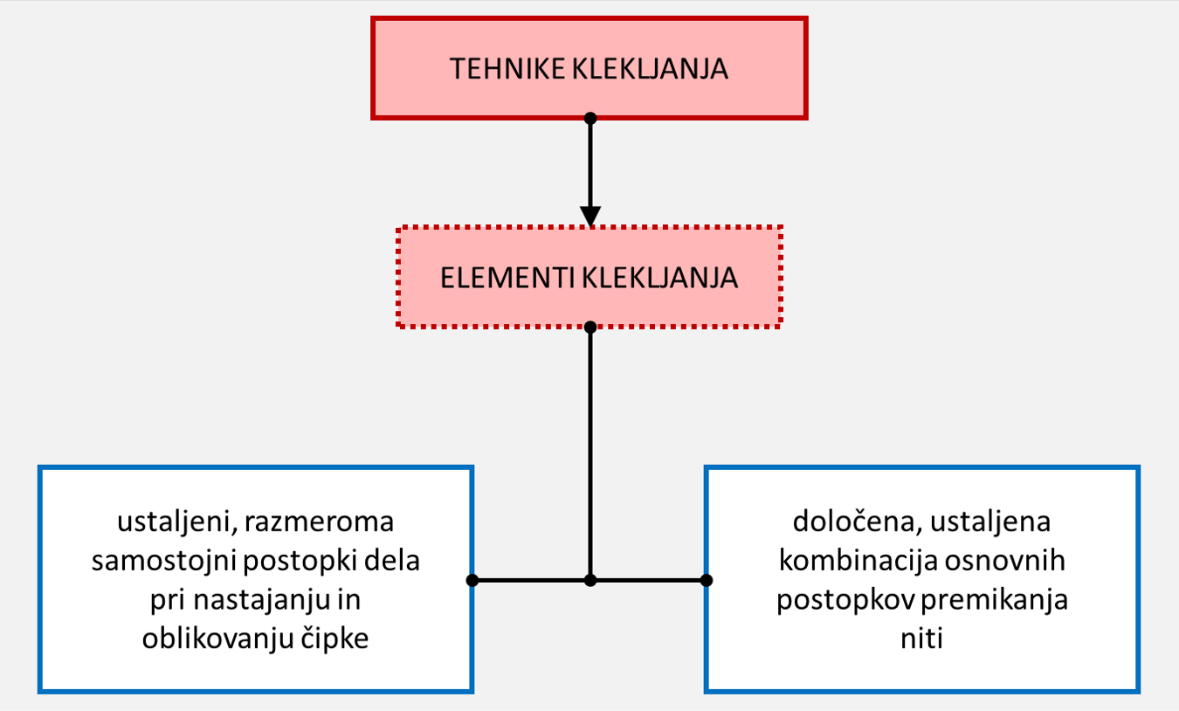 TEHNIKE KLEKLJANJA
ELEMENTI KLEKLJANJA
ustaljeni, razmeroma
samostojni postopki dela
pri nastajanju in
oblikovanju čipke
določena, ustaljena
kombinacija osnovnih
postopkov premikanja
niti